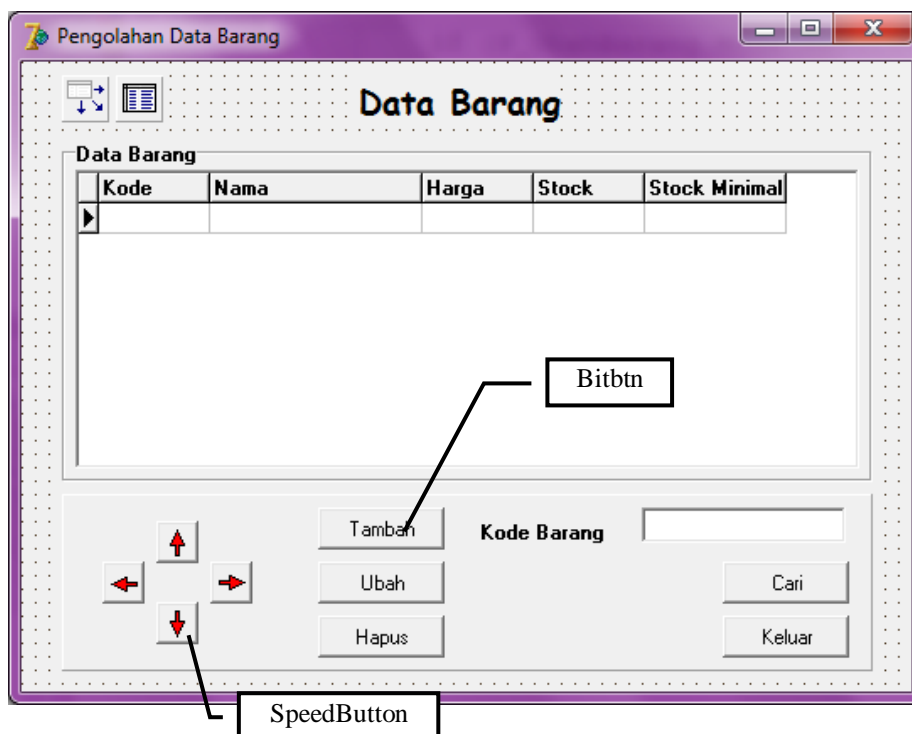 Pengolahan Data Barang
Data Barang
Data Barang
Kode Nama Harga Stock Stock Minimal
Bitbtn
Tambah Kode Barang
Ubah Cari
Hapus Keluar
SpeedButton